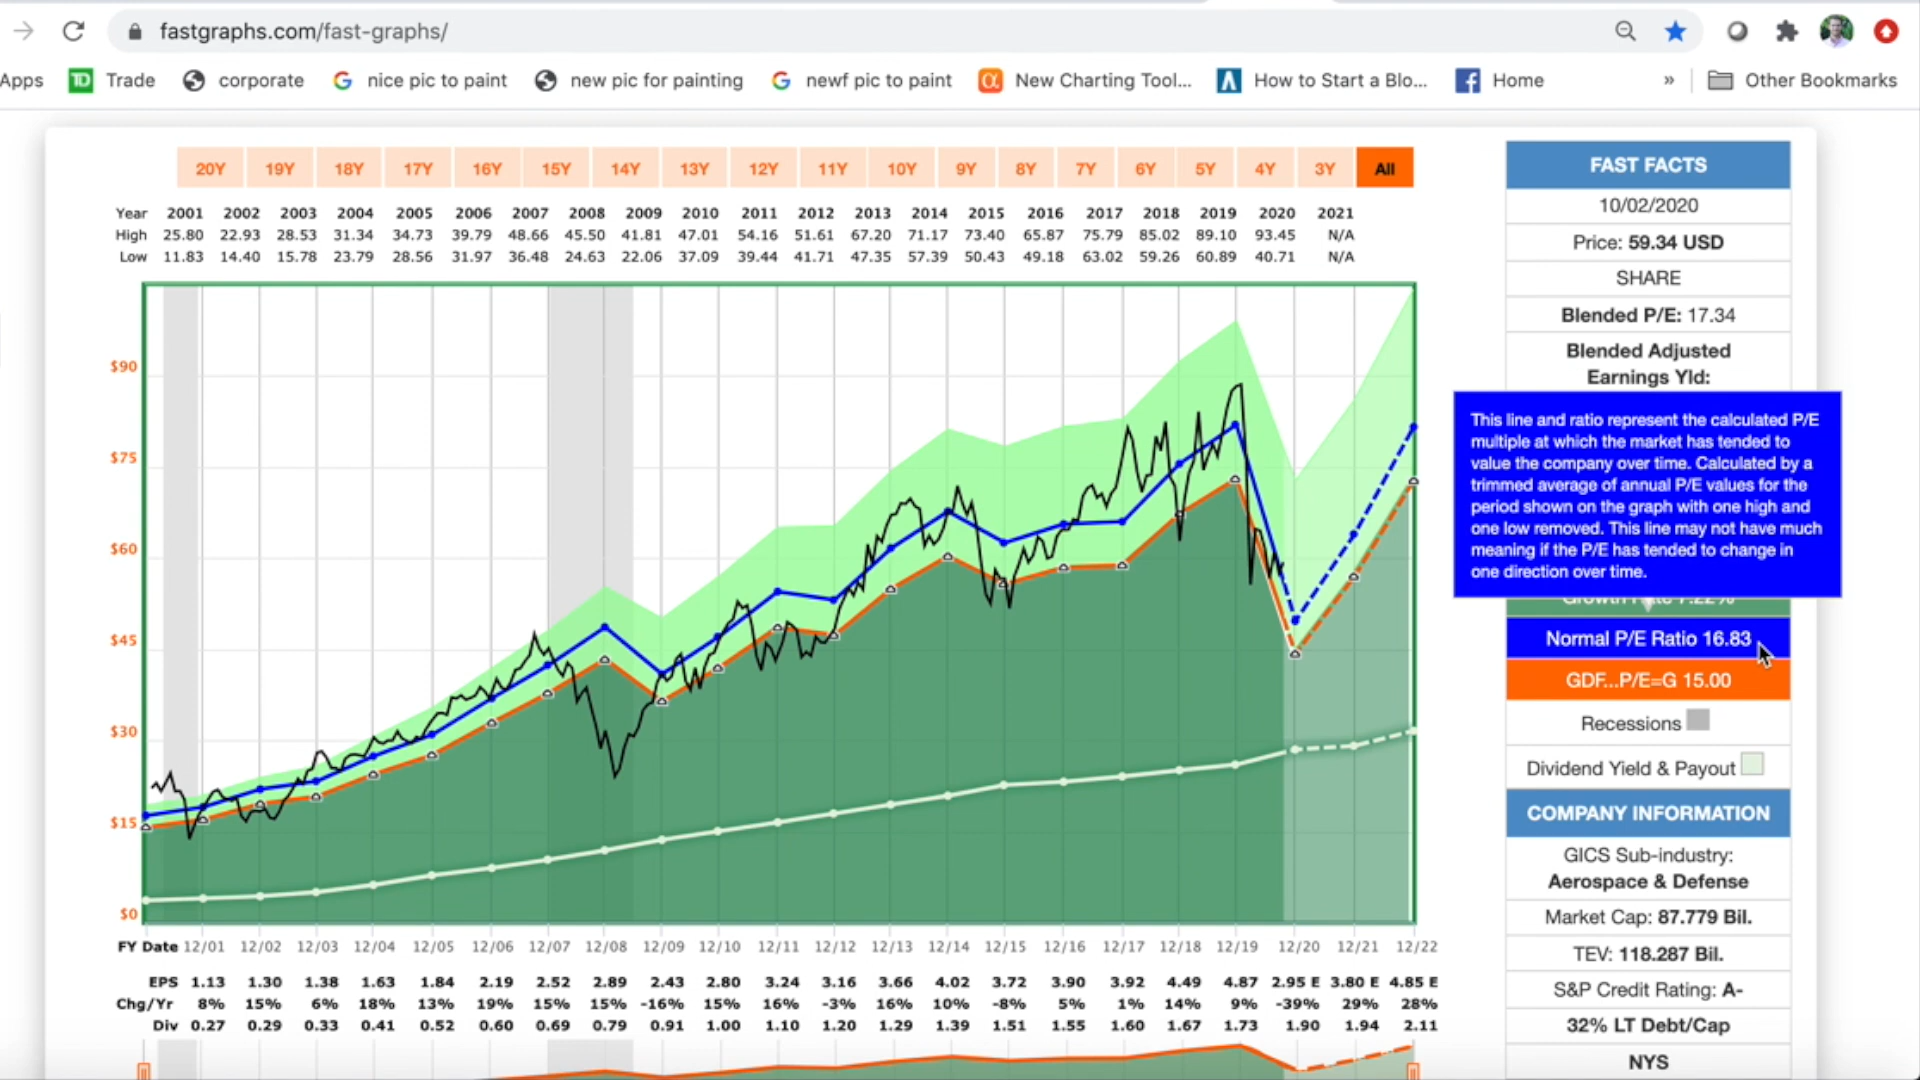 fastgraphs.com/fast-graphs/
Apps Trade corporate nice pic to paint new pic for painting newf pic to paint New Charting Tool... How to Start a Blo... Home » Other Bookmarks
20Y 19Y 18Y 17Y 16Y 15Y 14Y 13Y 12Y 11Y 10Y 9Y 8Y 7Y 6Y 5Y 4Y 3Y All
Year 2001 2002 2003 2004 2005 2006 2007 2008 2009 2010 2011 2012 2013 2014 2015 2016 2017 2018 2019 2020 2021
High 25.80 22.93 28.53 31.34 34.73 39.79 48.66 45.50 41.81 47.01 54.16 51.61 67.20 71.17 73.40 65.87 75.79 85.02 89.10 93.45 N/A
Low 11.83 14.40 15.78 23.79 28.56 31.97 36.48 24.63 22.06 37.09 39.44 41.71 47.35 57.39 50.43 49.18 63.02 59.26 60.89 40.71 N/A
$90
$75
$60
$45
$30
$15
$0
FY Date 12/01 12/02 12/03 12/04 12/05 12/06 12/07 12/08 12/09 12/10 12/11 12/12 12/13 12/14 12/15 12/16 12/17 12/18 12/19 12/20 12/21 12/22
EPS 1.13 1.30 1.38 1.63 1.84 2.19 2.52 2.89 2.43 2.80 3.24 3.16 3.66 4.02 3.72 3.90 3.92 4.49 4.87 2.95 E 3.80 E 4.85 E
Chg/Yr 8% 15% 6% 18% 13% 19% 15% 15% -16% 15% 16% -3% 16% 10% -8% 5% 1% 14% 9% -39% 29% 28%
Div 0.27 0.29 0.33 0.41 0.52 0.60 0.69 0.79 0.91 1.00 1.10 1.20 1.29 1.39 1.51 1.55 1.60 1.67 1.73 1.90 1.94 2.11
FAST FACTS
10/02/2020
Price: 59.34 USD
SHARE
Blended P/E: 17.34
Blended Adjusted
Earnings Yld:
This line and ratio represent the calculated P/E
multiple at which the market has tended to
value the company over time. Calculated by a
trimmed average of annual P/E values for the
period shown on the graph with one high and
one low removed. This line may not have much
meaning if the P/E has tended to change in
one direction over time.
Growth Rate 7.22%
Normal P/E Ratio 16.83
GDF...P/E=G 15.00
Recessions
Dividend Yield & Payout
COMPANY INFORMATION
GICS Sub-industry:
Aerospace & Defense
Market Cap: 87.779 Bil.
TEV: 118.287 Bil.
S&P Credit Rating: A-
32% LT Debt/Cap
NYS